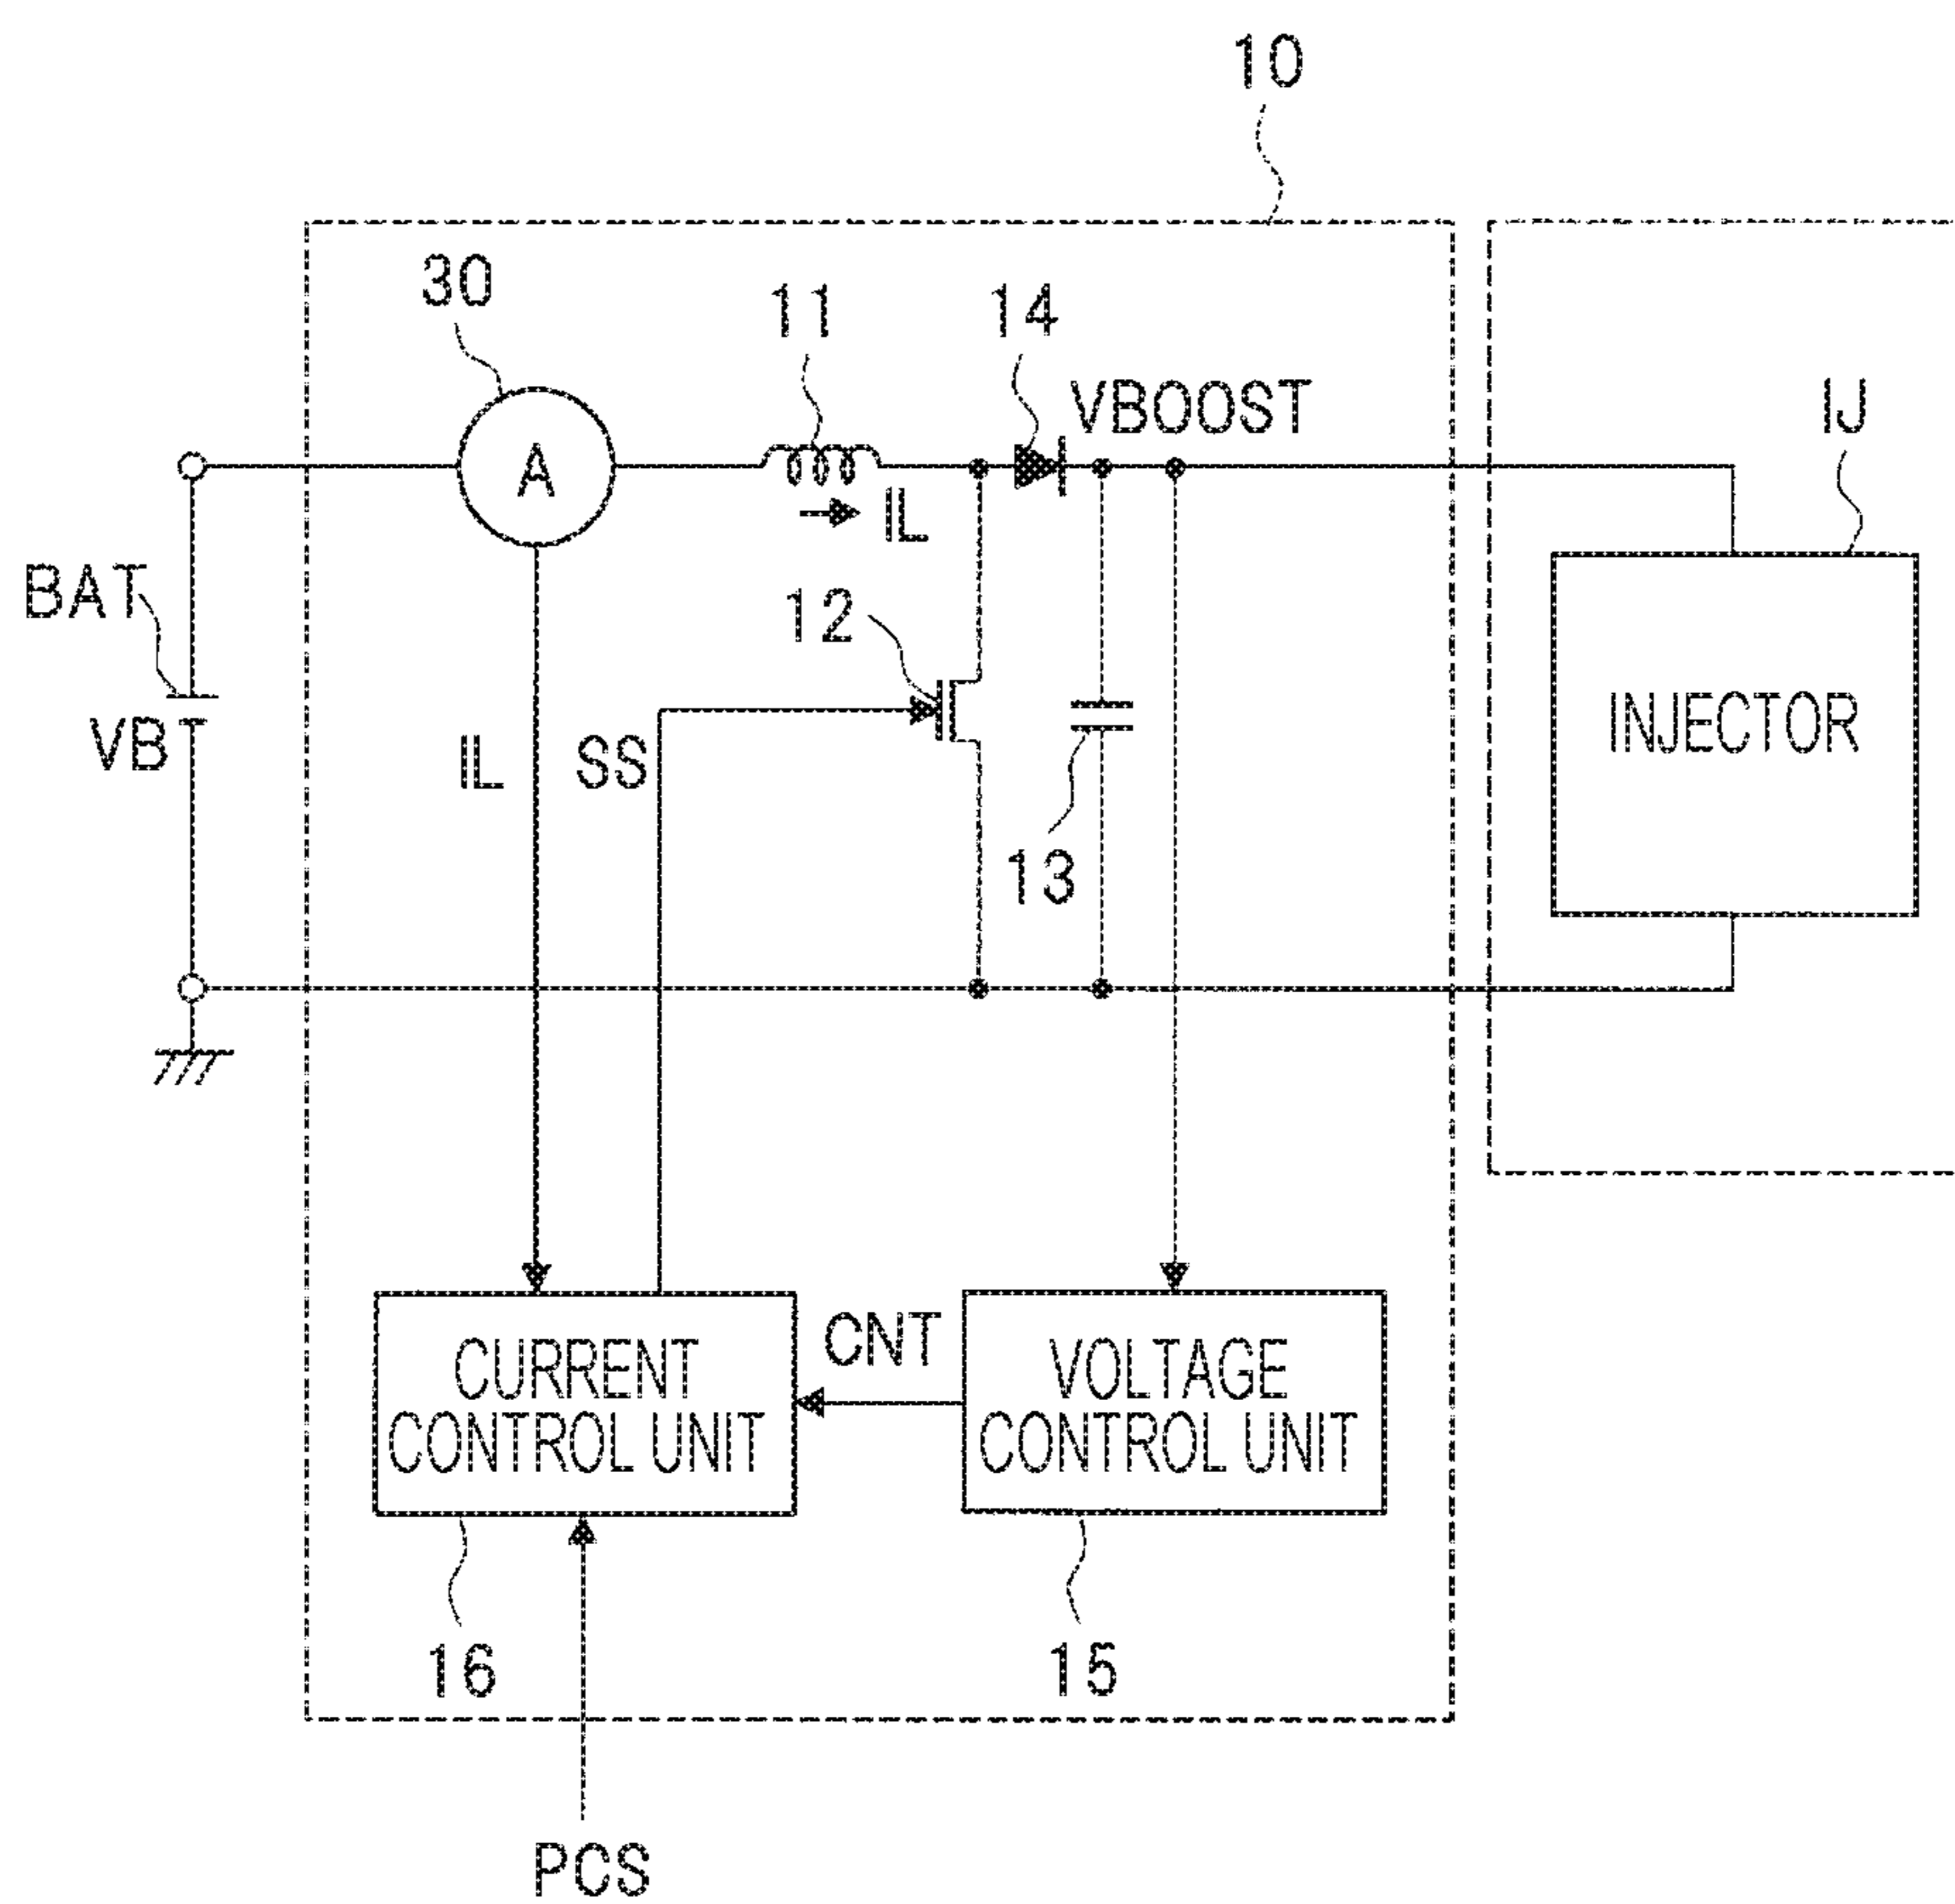 10
30
11
14
VBOOST
IJ
A
IL
BAT
12
VB
IL
SS
INJECTOR
13
CURRENT
CONTROL UNIT
CNT
VOLTAGE
CONTROL UNIT
16
15
PCS